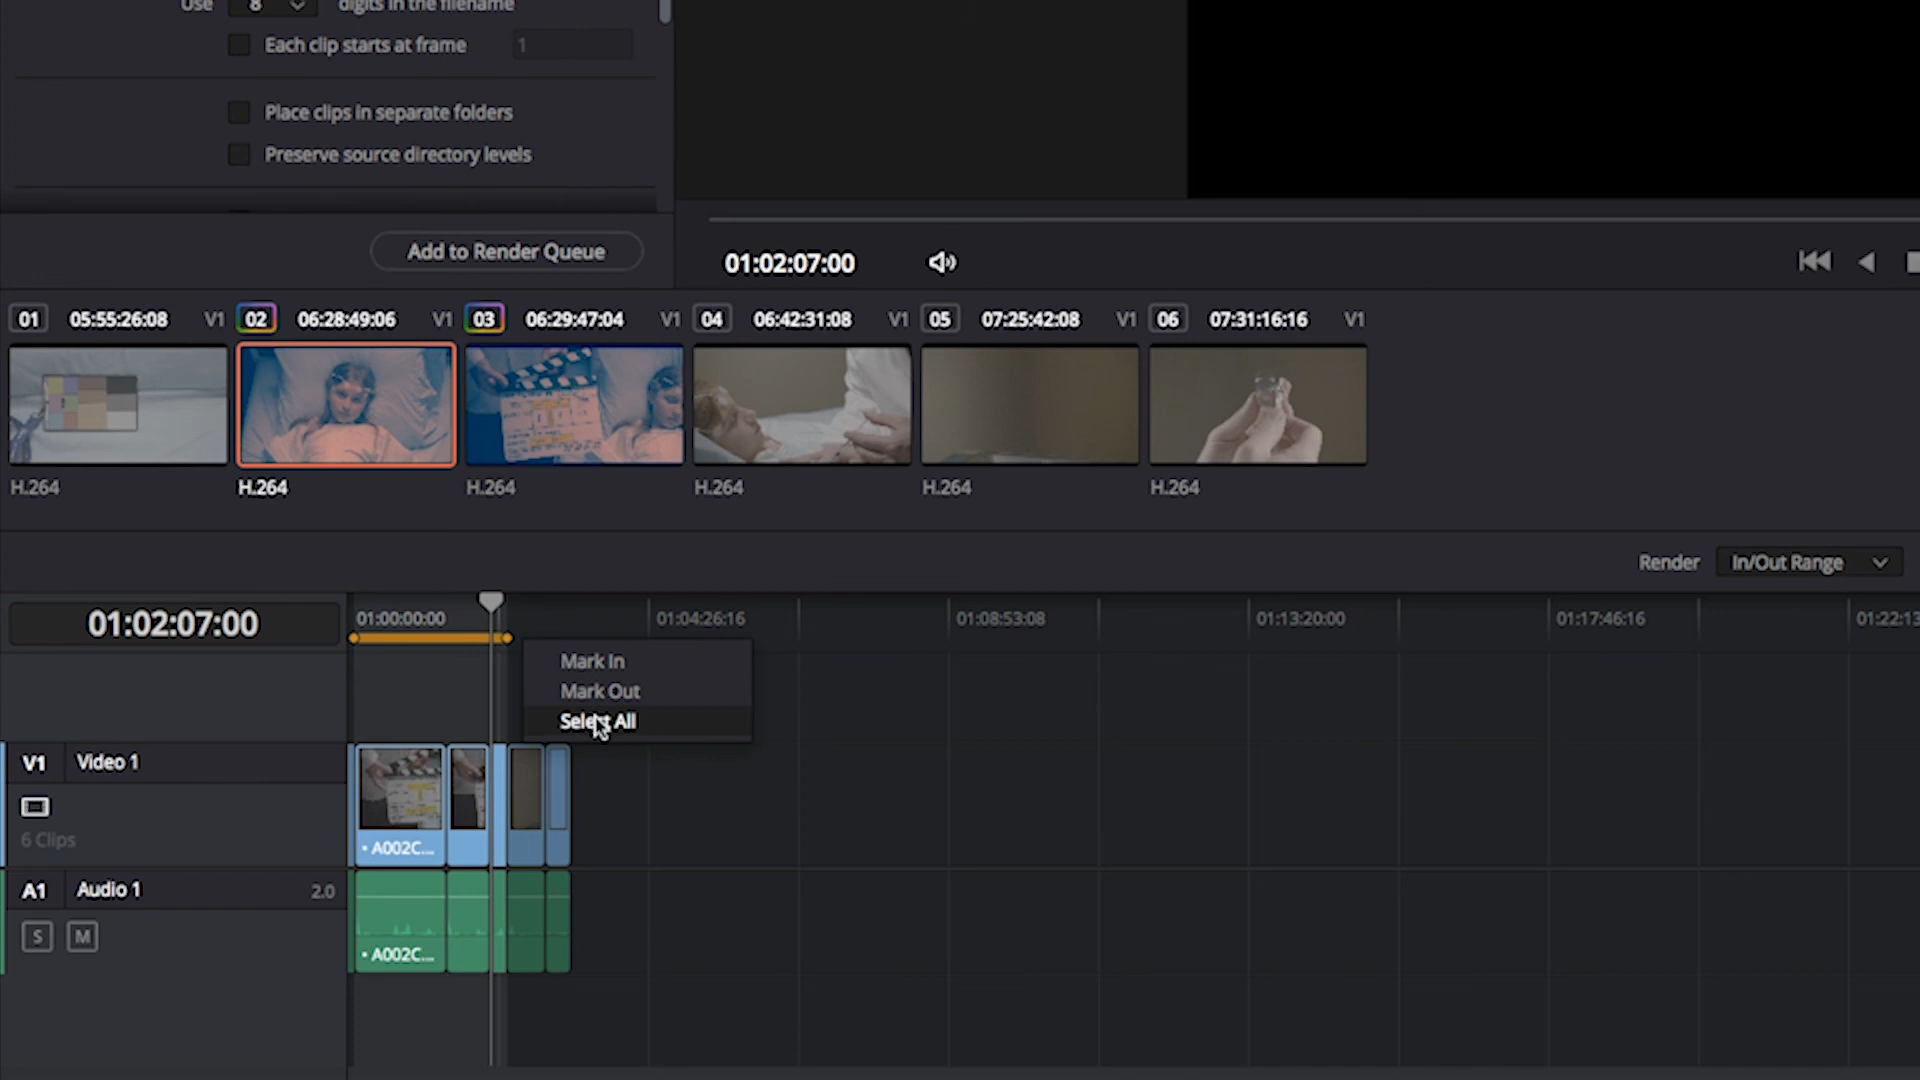 Use 8 digits in the filename
Each clip starts at frame 1
Place clips in separate folders
Preserve source directory levels
Add to Render Queue
01:02:07:00
01 05:55:26:08 V1 02 06:28:49:06 V1 03 06:29:47:04 V1 04 06:42:31:08 V1 05 07:25:42:08 V1 06 07:31:16:16 V1
H.264 H.264 H.264 H.264 H.264 H.264
Render In/Out Range
01:02:07:00 01:00:00:00 01:04:26:16 01:08:53:08 01:13:20:00 01:17:46:16 01:22:13
Mark In
Mark Out
Select All
V1 Video 1
6 Clips
• A002C...
A1 Audio 1 2.0
S M
• A002C...